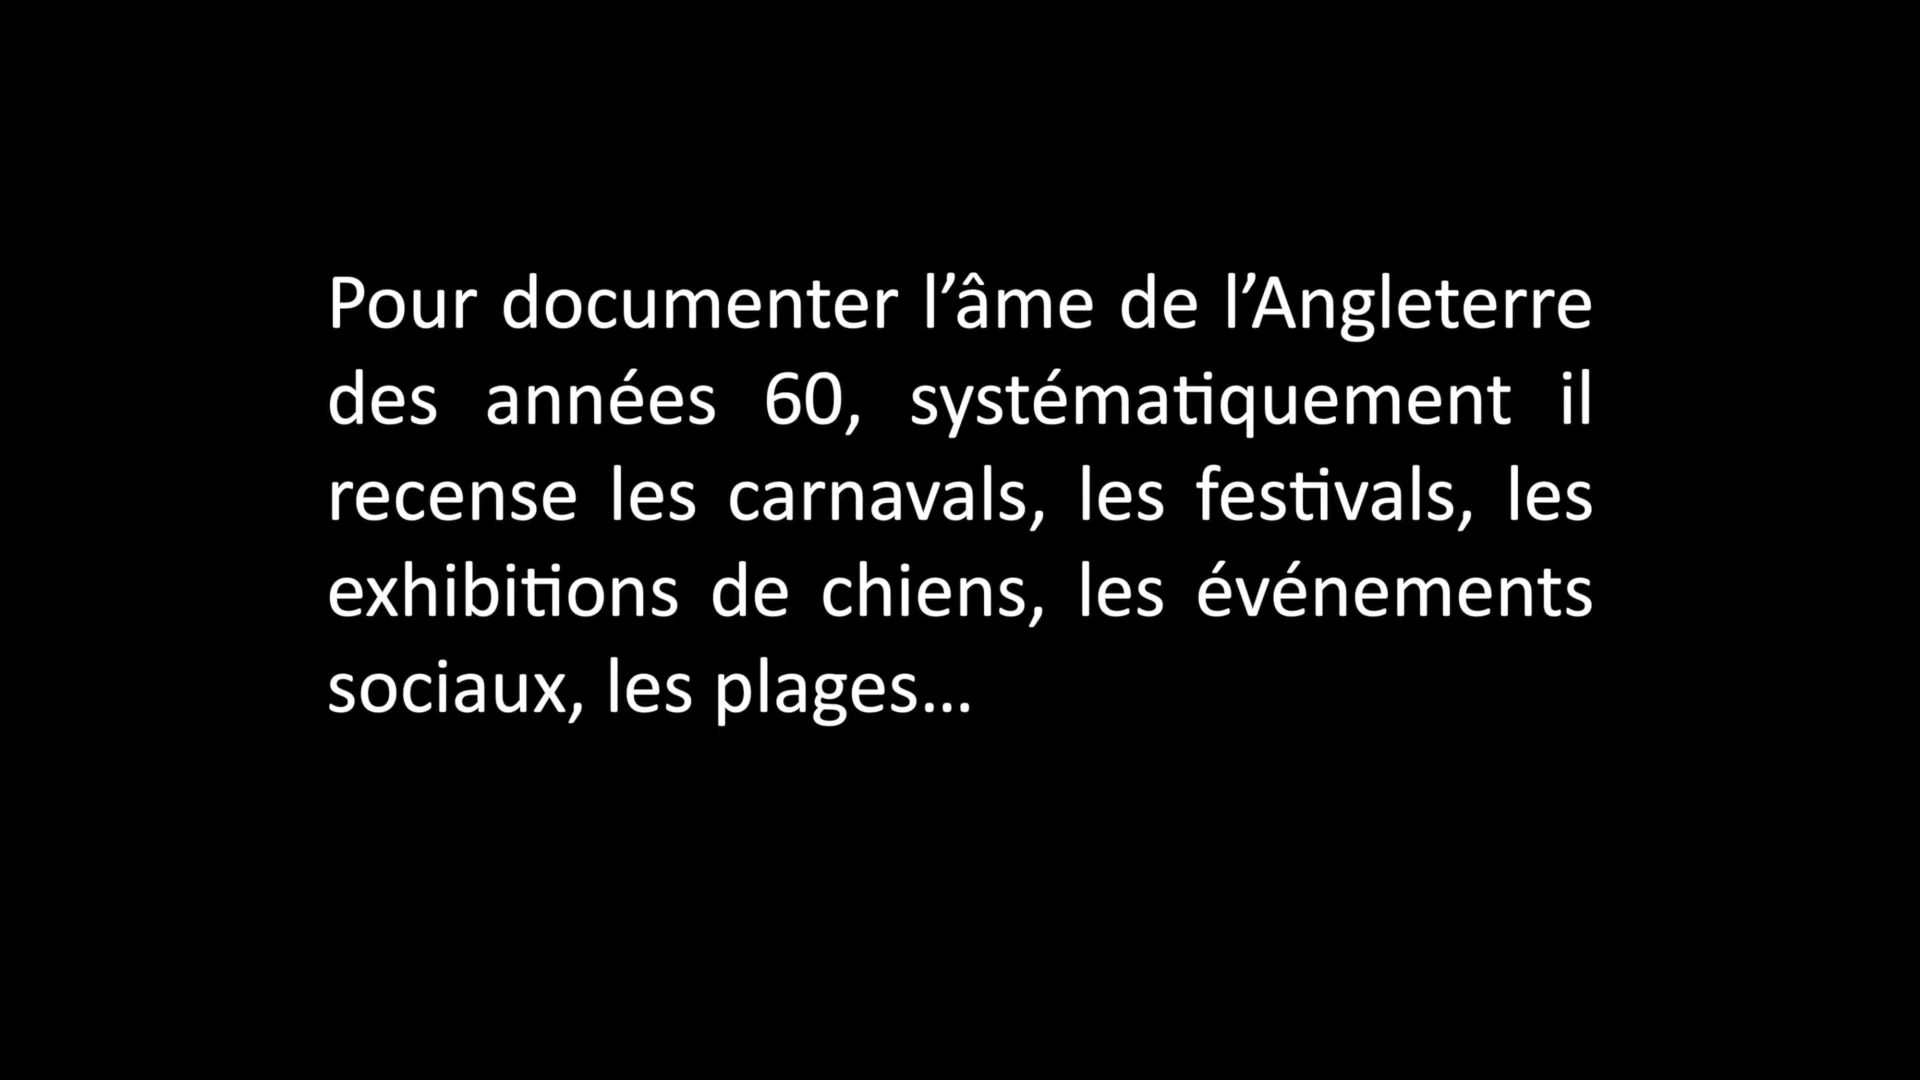 Pour documenter l’âme de l’Angleterre
des années 60, systématiquement il
recense les carnavals, les festivals, les
exhibitions de chiens, les événements
sociaux, les plages…